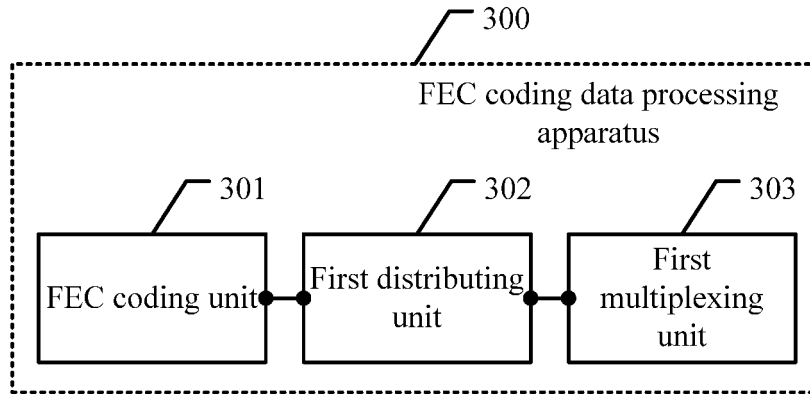 300
FEC coding data processing
apparatus
301
302
303
FEC coding unit
First distributing
unit
First
multiplexing
unit